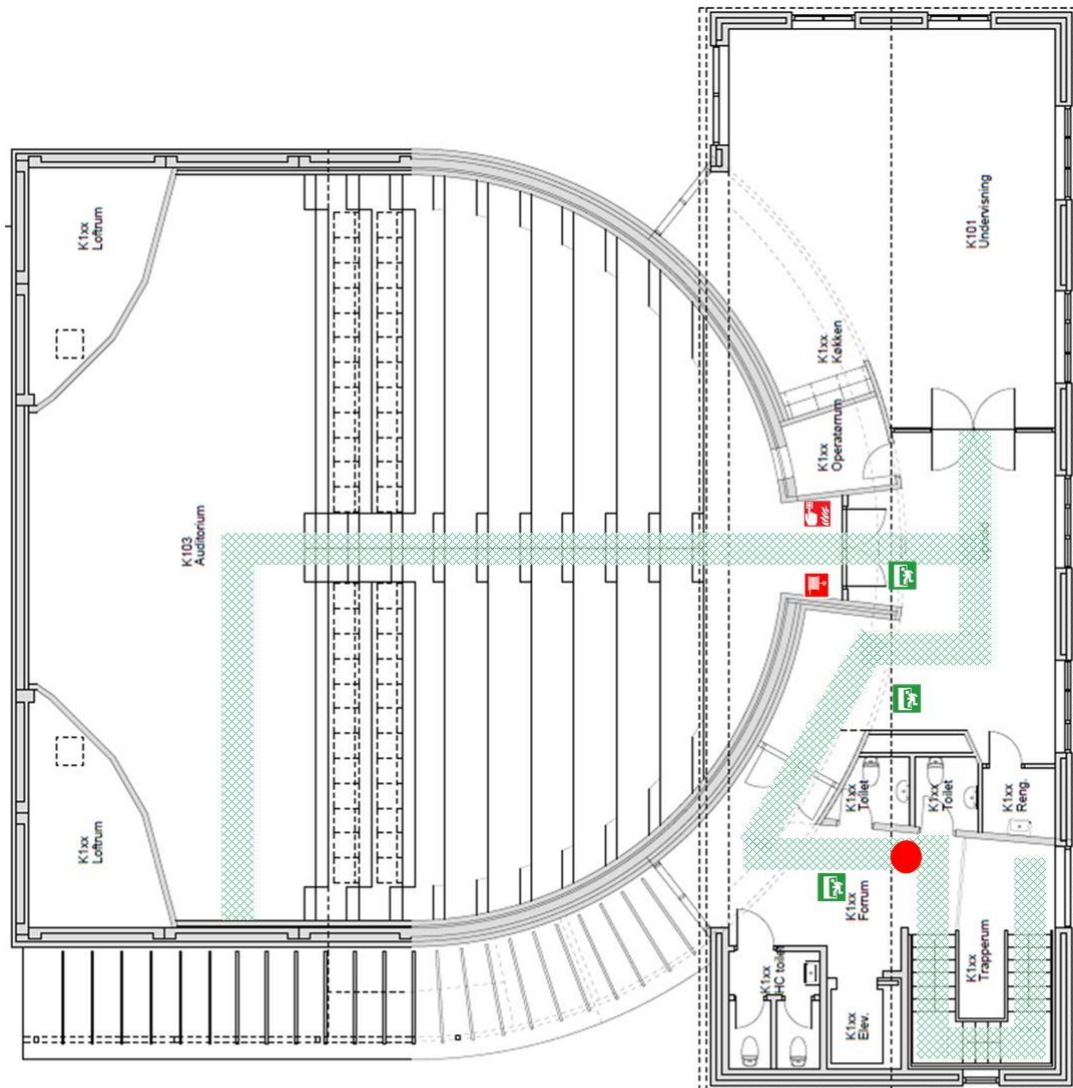 K1xx
Loftrum
K101
Undervisning
K1xx
Køkken
K1xx
Operatørrum
K103
Auditorium
K1xx
Loftrum
K1xx
Toilet
K1xx
Toilet
K1xx
Reng.
K1xx
Forrum
K1xx
HC toilet
K1xx
Elev.
K1xx
Trapperum